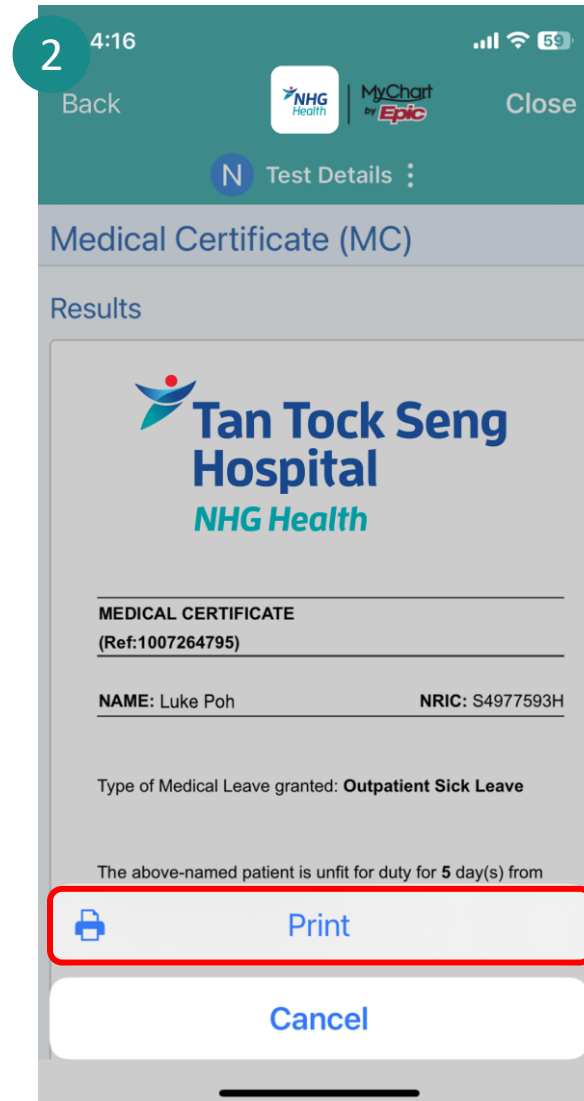 2
4:16
59
Back
NHG
Health
MyChart
by Epic
Close
N Test Details
Medical Certificate (MC)
Results
Tan Tock Seng
Hospital
NHG Health
MEDICAL CERTIFICATE
(Ref:1007264795)
NAME: Luke Poh NRIC: S4977593H
Type of Medical Leave granted: Outpatient Sick Leave
The above-named patient is unfit for duty for 5 day(s) from
Print
Cancel